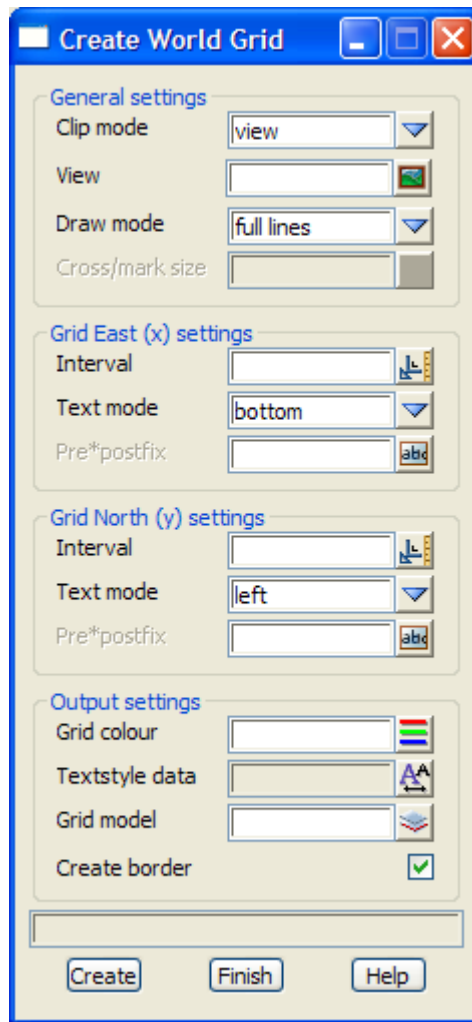 Create World Grid
General settings
Clip mode view
View
Draw mode full lines
Cross/mark size
Grid East (x) settings
Interval
Text mode bottom
Pre*postfix abc
Grid North (y) settings
Interval
Text mode left
Pre*postfix abc
Output settings
Grid colour
Textstyle data AA
Grid model
Create border
Create Finish Help